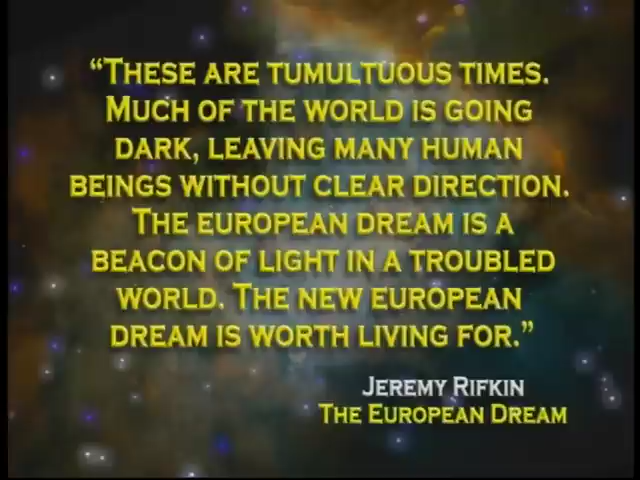 “These are tumultuous times.
Much of the world is going
dark, leaving many human
beings without clear direction.
The european dream is a
beacon of light in a troubled
world. The new european
dream is worth living for.”
Jeremy Rifkin
The European Dream